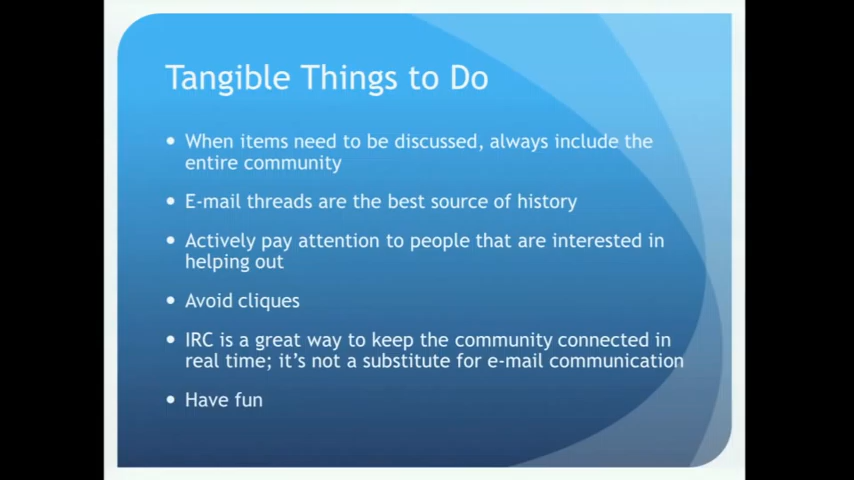 Tangible Things to Do
• When items need to be discussed, always include the
entire community
• E-mail threads are the best source of history
• Actively pay attention to people that are interested in
helping out
• Avoid cliques
• IRC is a great way to keep the community connected in
real time; it's not a substitute for e-mail communication
• Have fun